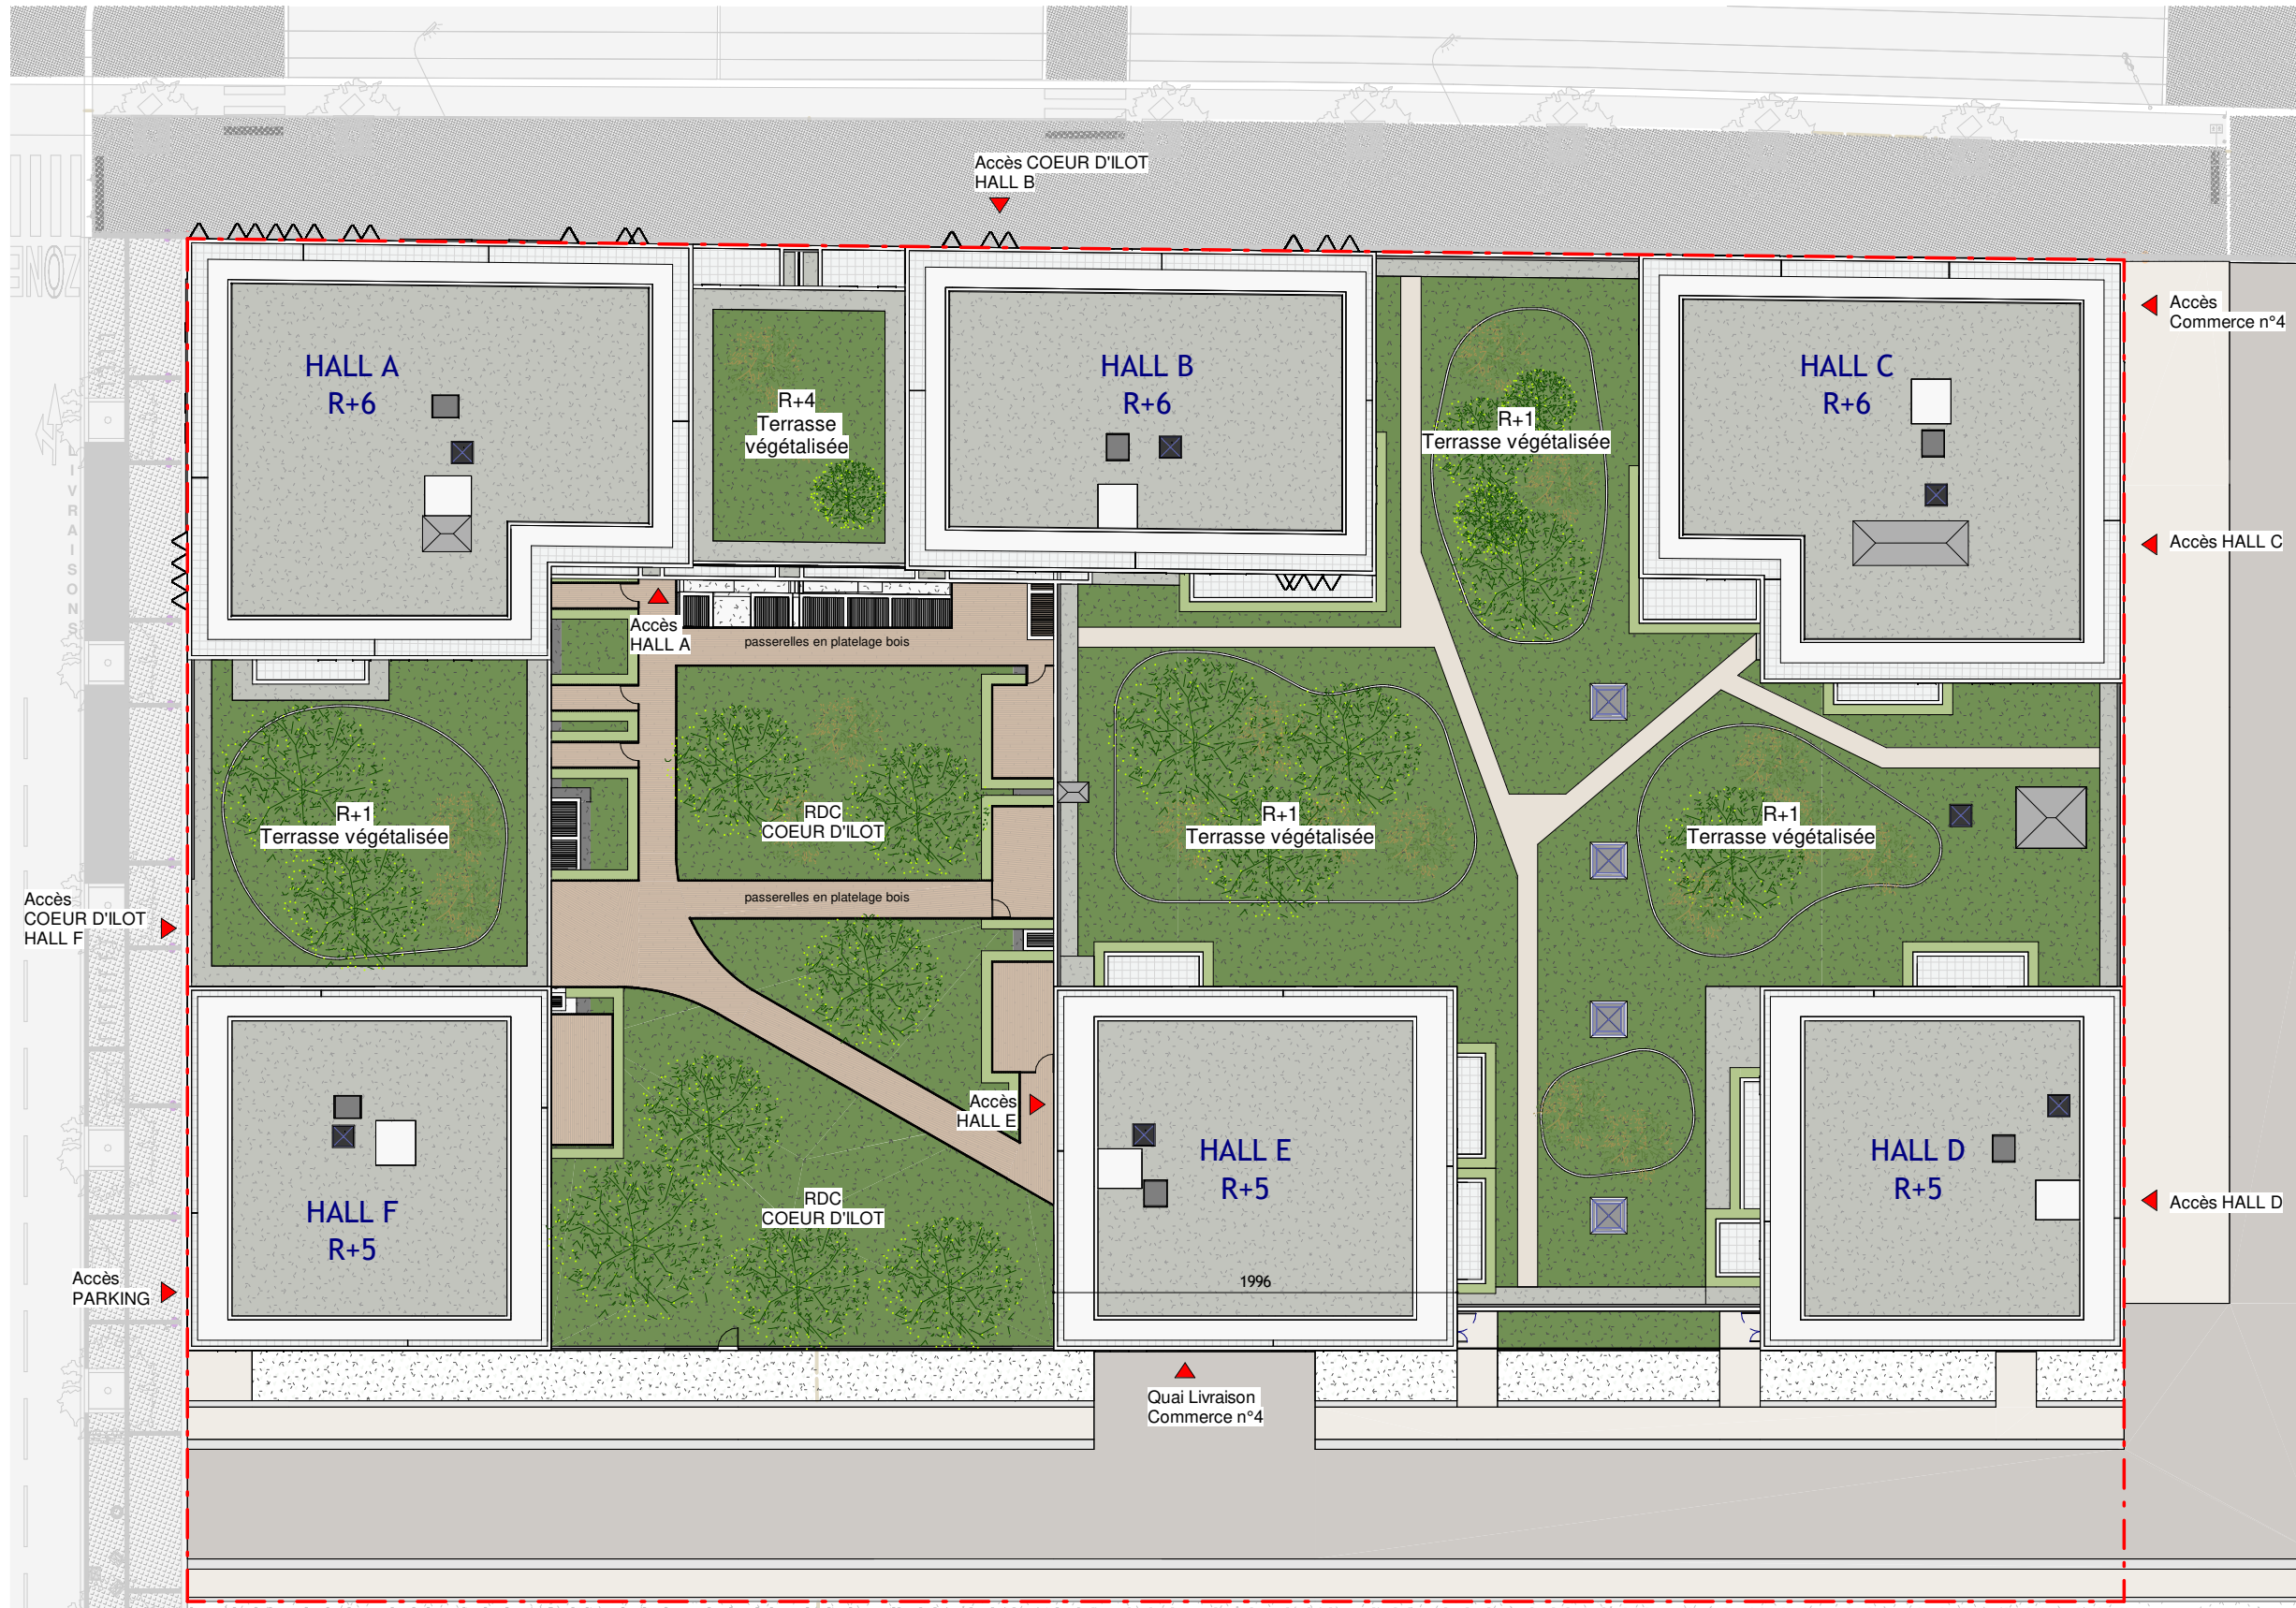 Accès COEUR D'ILOT
HALL B
ZONE
Accès
Commerce n°4
HALL A
R+6
R+4
Terrasse
végétalisée
HALL B
R+6
R+1
Terrasse végétalisée
HALL C
R+6
LIVRAISONS
Accès HALL C
Accès
HALL A
passerelles en platelage bois
R+1
Terrasse végétalisée
RDC
COEUR D'ILOT
R+1
Terrasse végétalisée
R+1
Terrasse végétalisée
Accès
COEUR D'ILOT
HALL F
passerelles en platelage bois
Accès
HALL E
HALL E
R+5
HALL D
R+5
Accès HALL D
HALL F
R+5
RDC
COEUR D'ILOT
Accès
PARKING
1996
Quai Livraison
Commerce n°4